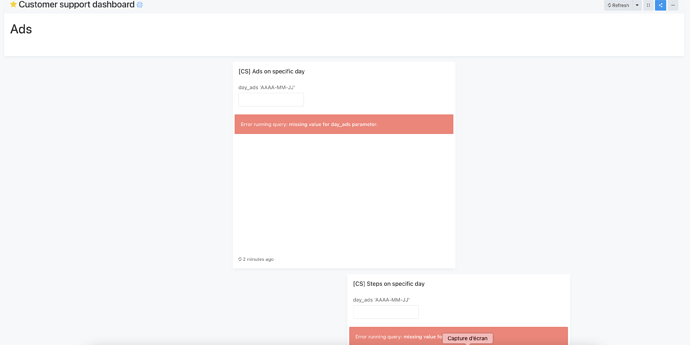 Customer support dashboard
Refresh
Ads
[CS] Ads on specific day
day_ads 'AAAA-MM-JJ'
Error running query: missing value for day_ads parameter.
2 minutes ago
[CS] Steps on specific day
day_ads 'AAAA-MM-JJ'
Error running query: missing value
Capture d'écran